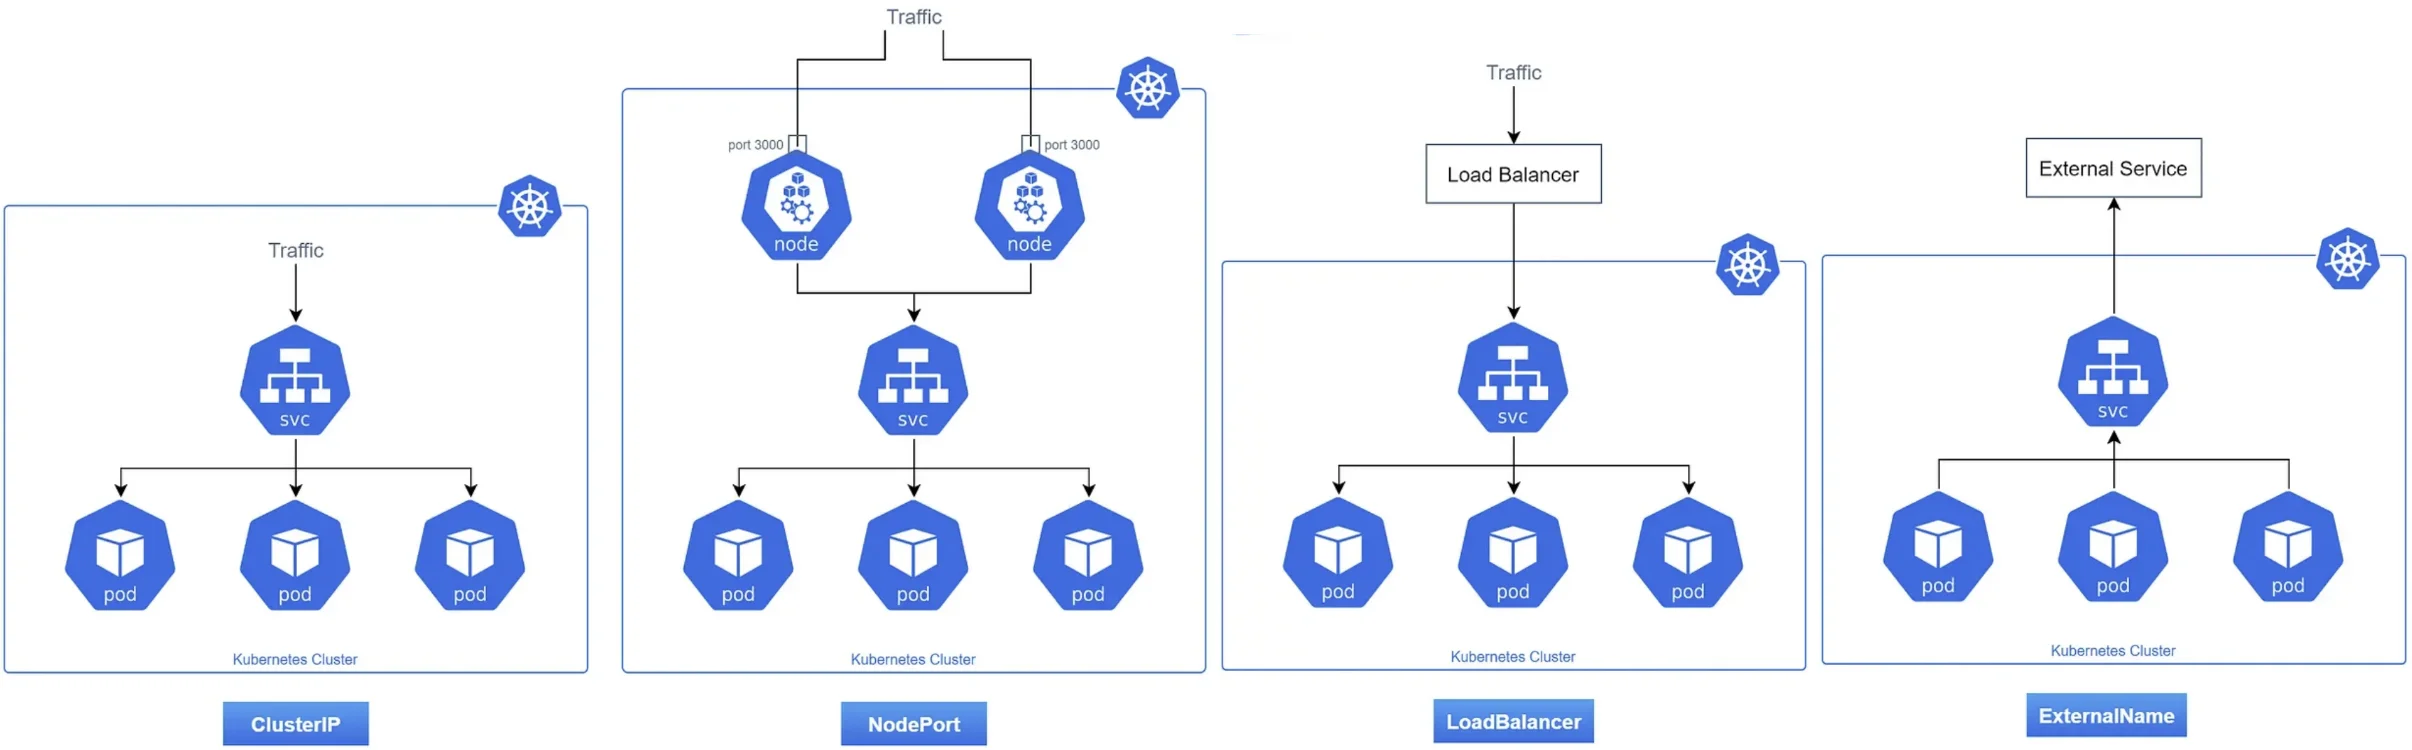 Traffic
svc
pod
pod
pod
Kubernetes Cluster
ClusterIP
Traffic
port 3000
port 3000
node
node
svc
pod
pod
pod
Kubernetes Cluster
NodePort
Traffic
Load Balancer
svc
pod
pod
pod
Kubernetes Cluster
LoadBalancer
External Service
svc
pod
pod
pod
Kubernetes Cluster
ExternalName